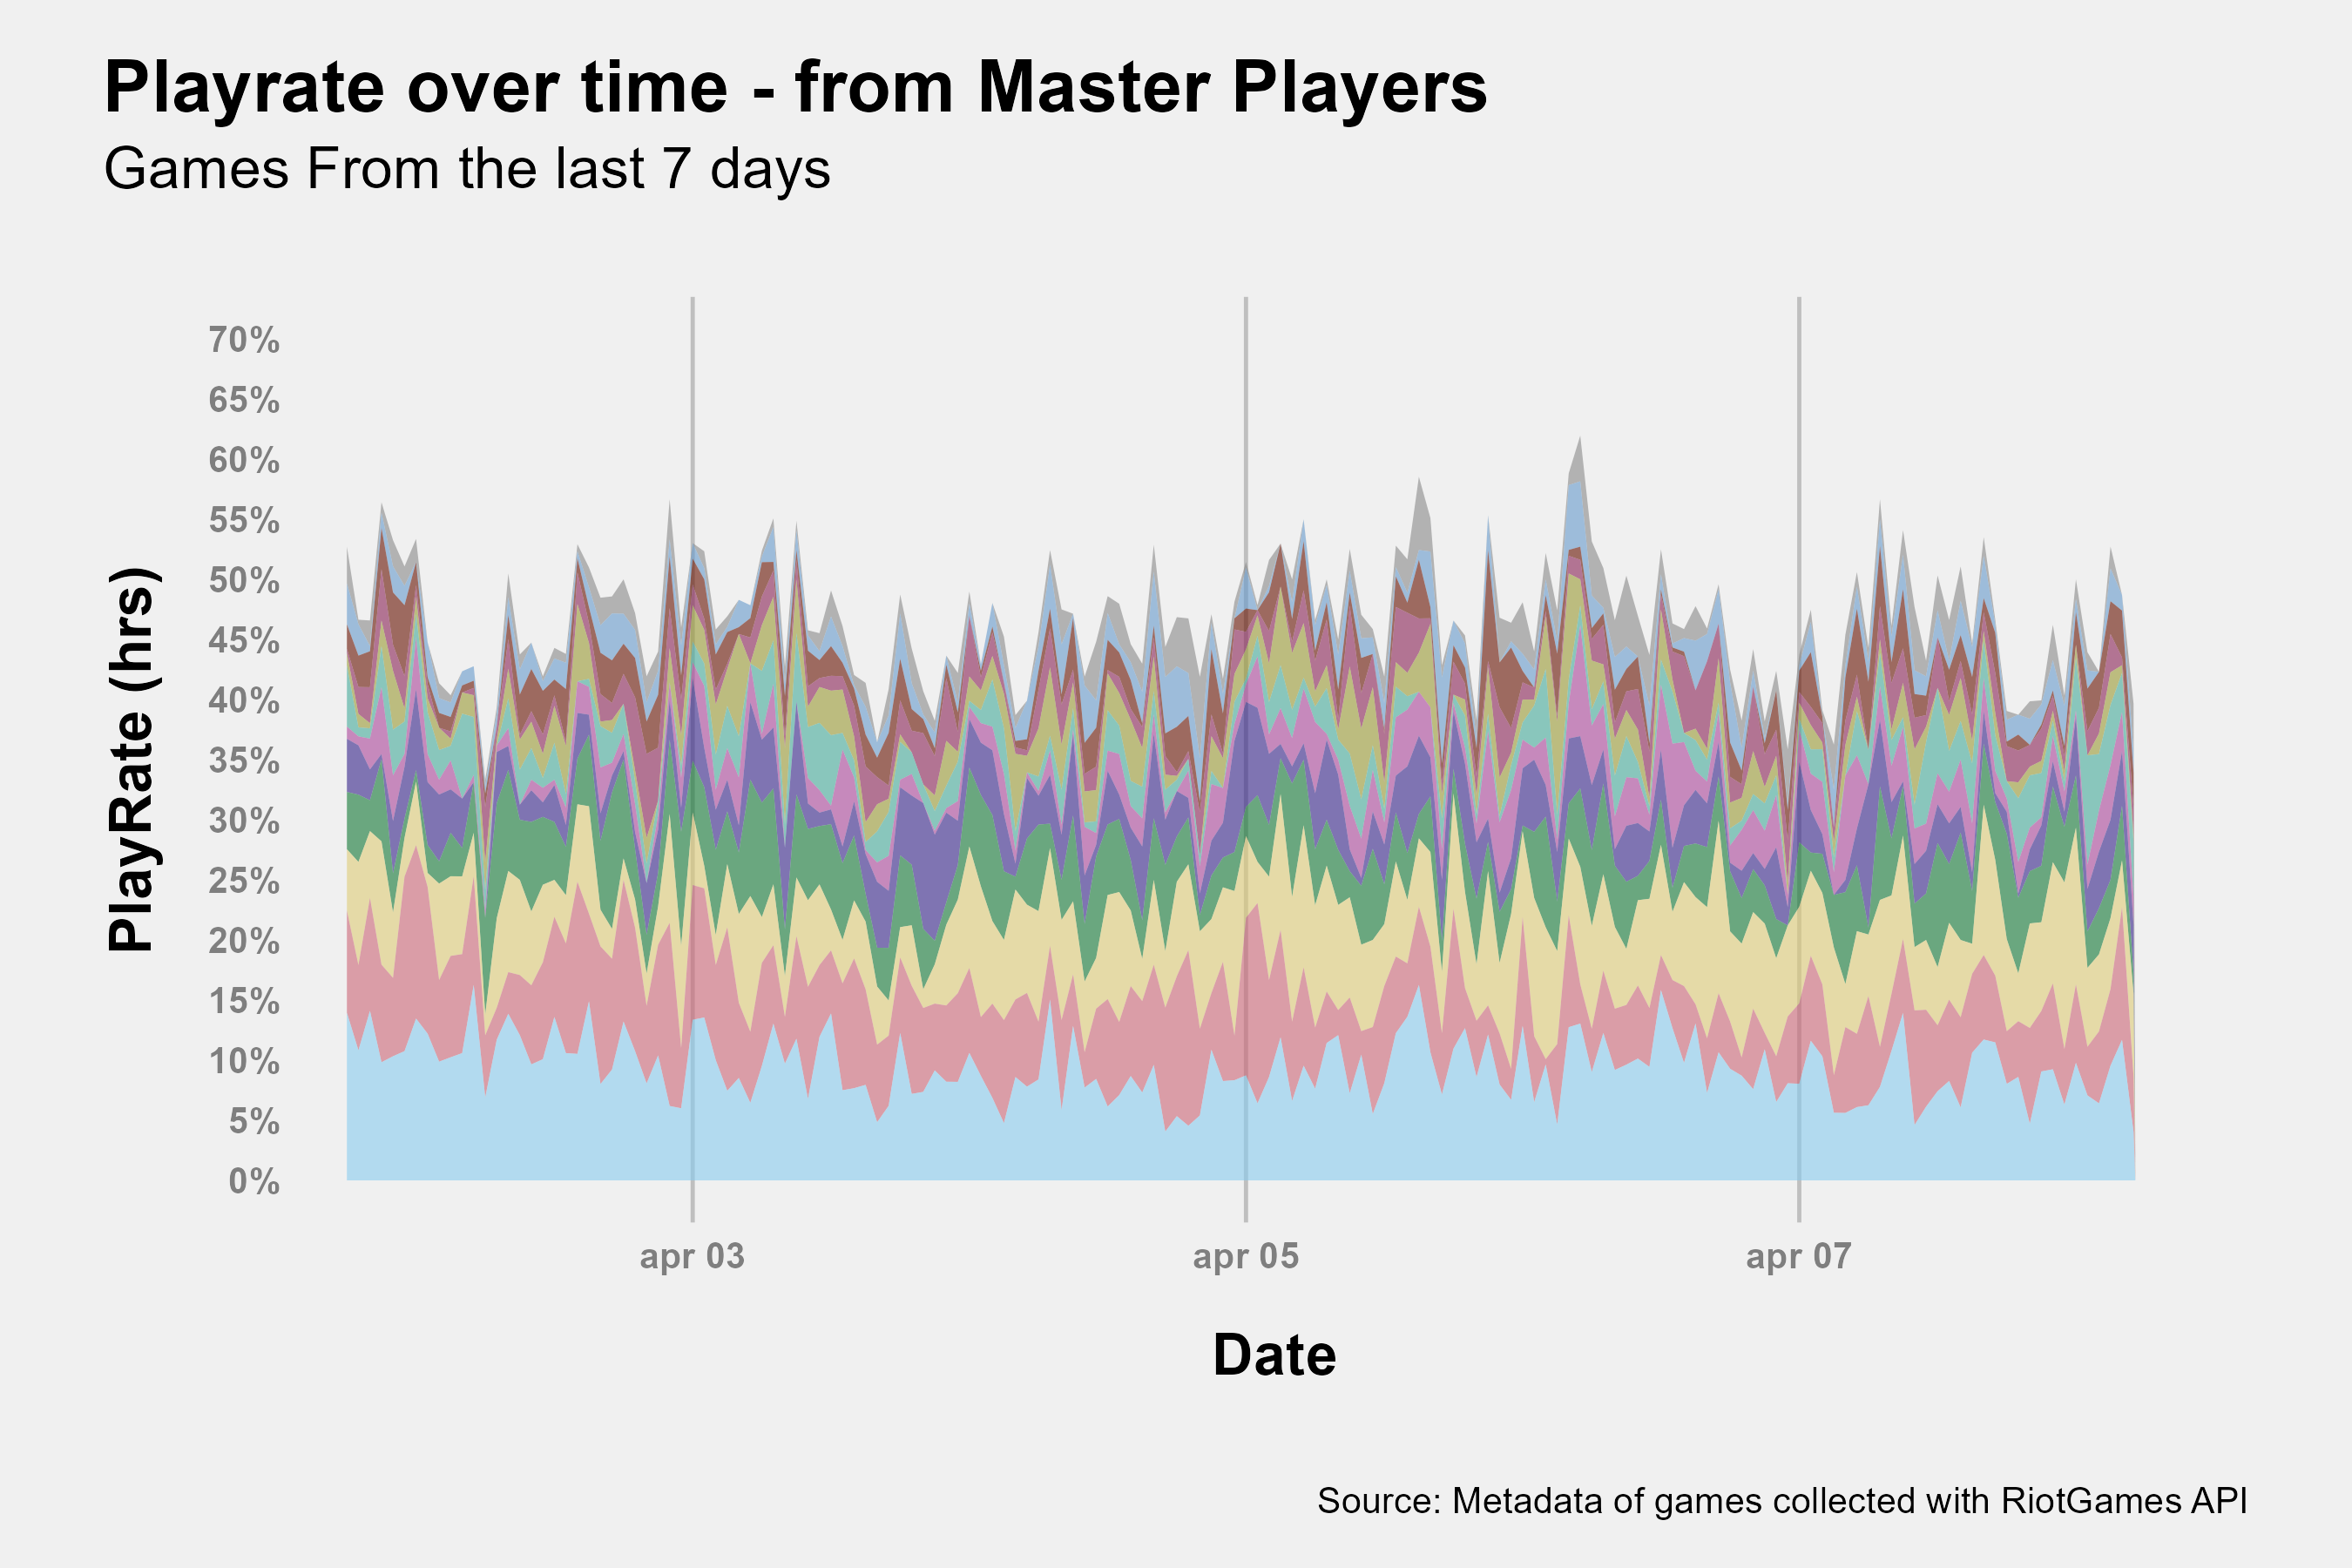 Playrate over time - from Master Players
Games From the last 7 days
PlayRate (hrs)
70%
65%
60%
55%
50%
45%
40%
35%
30%
25%
20%
15%
10%
5%
0%
apr 03
apr 05
apr 07
Date
Source: Metadata of games collected with RiotGames API